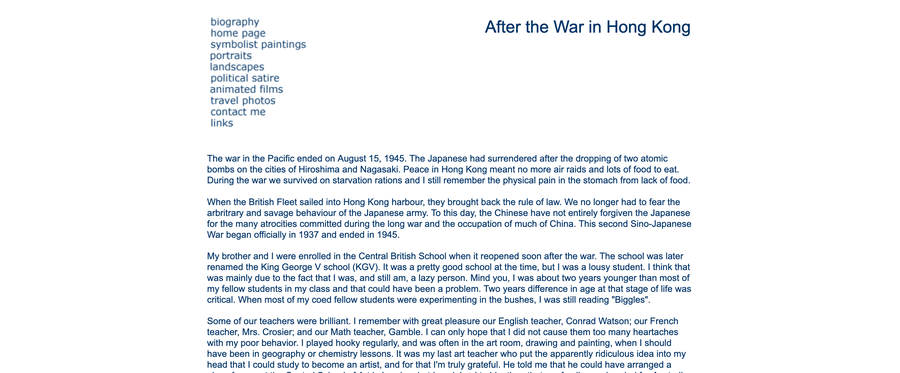 biography
home page
symbolist paintings
portraits
landscapes
political satire
animated films
travel photos
contact me
links
After the War in Hong Kong
The war in the Pacific ended on August 15, 1945. The Japanese had surrendered after the dropping of two atomic
bombs on the cities of Hiroshima and Nagasaki. Peace in Hong Kong meant no more air raids and lots of food to eat.
During the war we survived on starvation rations and I still remember the physical pain in the stomach from lack of food.
When the British Fleet sailed into Hong Kong harbour, they brought back the rule of law. We no longer had to fear the
arbritrary and savage behaviour of the Japanese army. To this day, the Chinese have not entirely forgiven the Japanese
for the many atrocities committed during the long war and the occupation of much of China. This second Sino-Japanese
War began officially in 1937 and ended in 1945.
My brother and I were enrolled in the Central British School when it reopened soon after the war. The school was later
renamed the King George V school (KGV). It was a pretty good school at the time, but I was a lousy student. I think that
was mainly due to the fact that I was, and still am, a lazy person. Mind you, I was about two years younger than most of
my fellow students in my class and that could have been a problem. Two years difference in age at that stage of life was
critical. When most of my coed fellow students were experimenting in the bushes, I was still reading "Biggles".
Some of our teachers were brilliant. I remember with great pleasure our English teacher, Conrad Watson; our French
teacher, Mrs. Crosier; and our Math teacher, Gamble. I can only hope that I did not cause them too many heartaches
with my poor behavior. I played hooky regularly, and was often in the art room, drawing and painting, when I should
have been in geography or chemistry lessons. It was my last art teacher who put the apparently ridiculous idea into my
head that I could study to become an artist, and for that I'm truly grateful. He told me that he could have arranged a